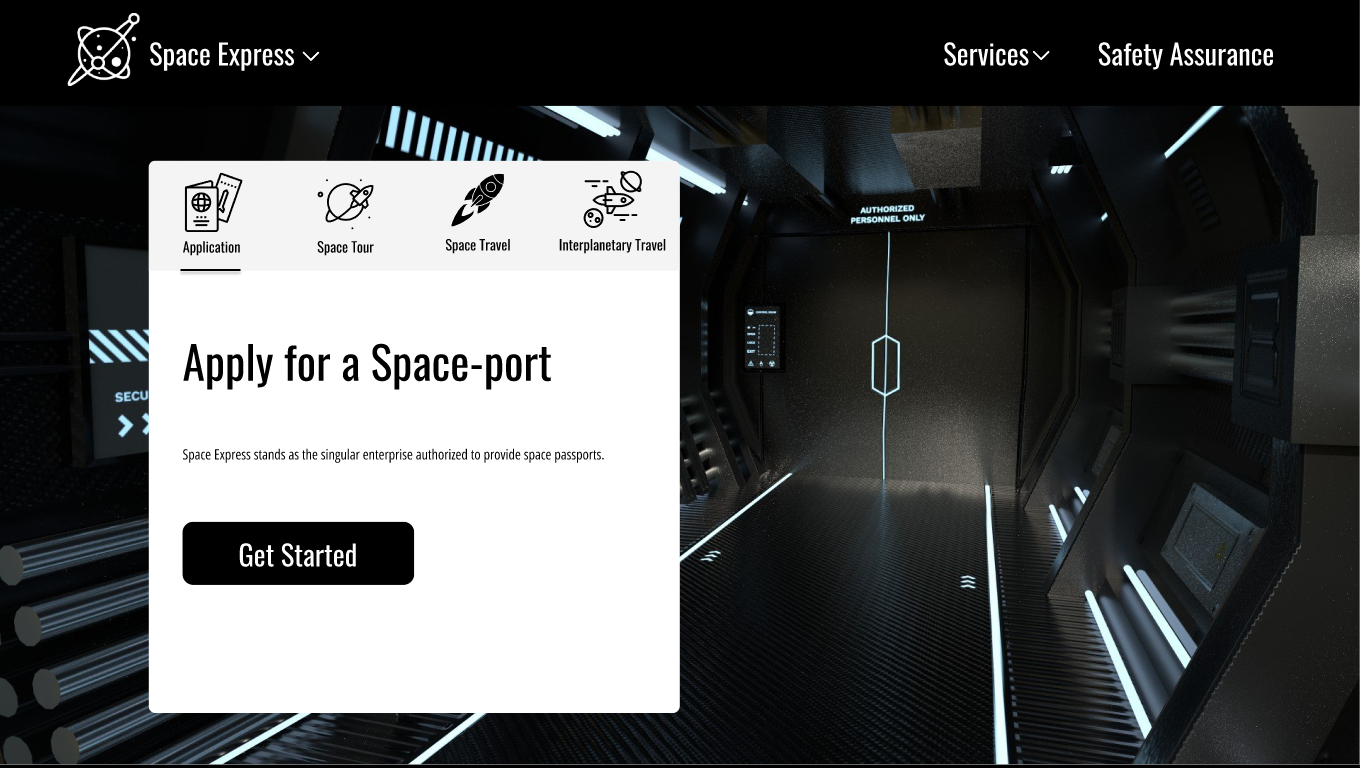 Space Express
Services
Safety Assurance
AUTHORIZED
PERSONNEL ONLY
Application
Space Tour
Space Travel
Interplanetary Travel
Apply for a Space-port
SECU
Space Express stands as the singular enterprise authorized to provide space passports.
Get Started